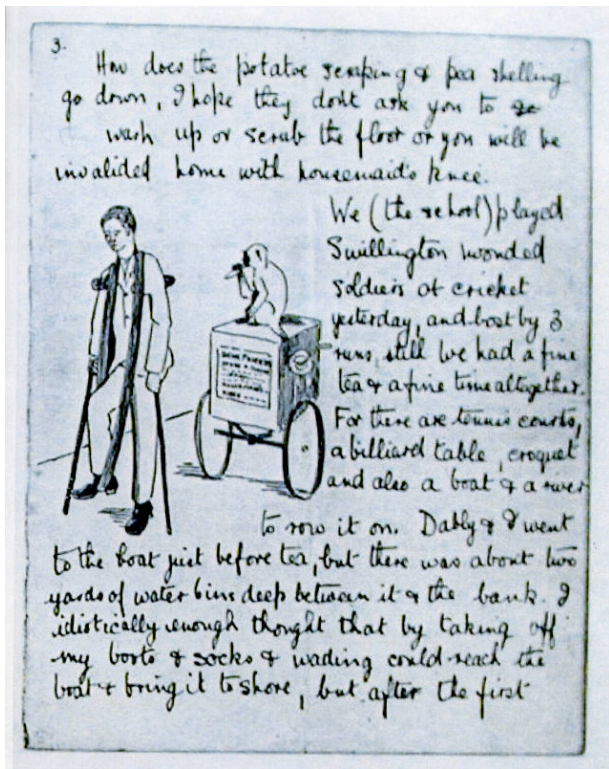 3.
How does the potatoe scraping & pea shelling
go down, I hope they dont ask you to
wash up or scrub the floor or you will be
invalided home with housemaid's knee.
We (the school) played
Swillington wonded
soldiers at cricket
yesterday, and lost by 3
runs, still we had a fine
tea & a fine time altogether.
For there are tennis courts,
a billiard table, croquet
and also a boat & a river
to row it on. Dably & I went
to the boat just before tea, but there was about two
yards of water 6ins deep between it & the bank. I
idiotically enough thought that by taking off
my boots & socks & wading could reach the
boat & bring it to shore, but after the first